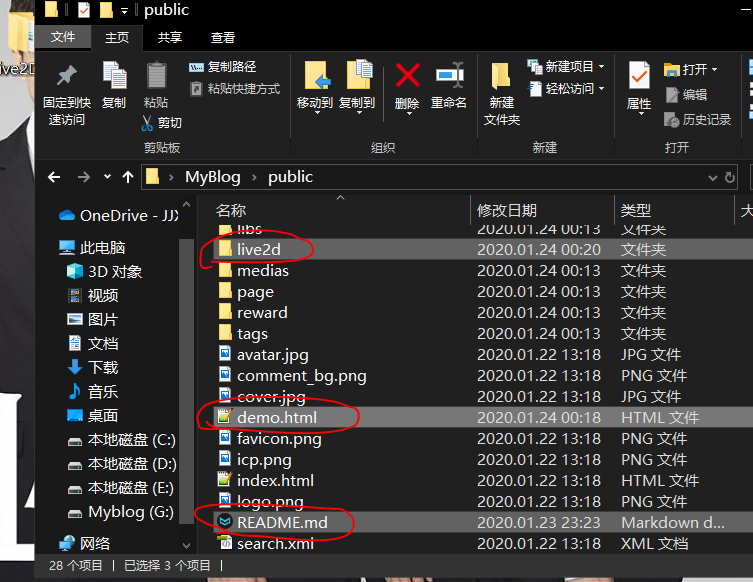 public
文件 主页 共享 查看
固定到快速访问
复制
粘贴
复制路径
粘贴快捷方式
剪切
移动到
复制到
删除
重命名
新建文件夹
新建项目
轻松访问
属性
打开
编辑
历史记录
剪贴板 组织 新建 打开
MyBlog public
名称 修改日期 类型 大
libs 2020.01.24 00:13 文件夹
live2d 2020.01.24 00:20 文件夹
medias 2020.01.24 00:13 文件夹
page 2020.01.24 00:13 文件夹
reward 2020.01.24 00:13 文件夹
tags 2020.01.24 00:13 文件夹
avatar.jpg 2020.01.22 13:18 JPG 文件
comment_bg.png 2020.01.22 13:18 PNG 文件
cover.jpg 2020.01.22 13:18 JPG 文件
demo.html 2020.01.24 00:18 HTML 文件
favicon.png 2020.01.22 13:18 PNG 文件
icp.png 2020.01.22 13:18 PNG 文件
index.html 2020.01.22 13:18 HTML 文件
logo.png 2020.01.22 13:18 PNG 文件
README.md 2020.01.23 23:23 Markdown d...
search.xml 2020.01.22 13:18 XML 文档
OneDrive - JJX
此电脑
3D 对象
视频
图片
文档
下载
音乐
桌面
本地磁盘 (C:)
本地磁盘 (D:)
本地磁盘 (E:)
Myblog (G:)
网络
28 个项目 已选择 3 个项目